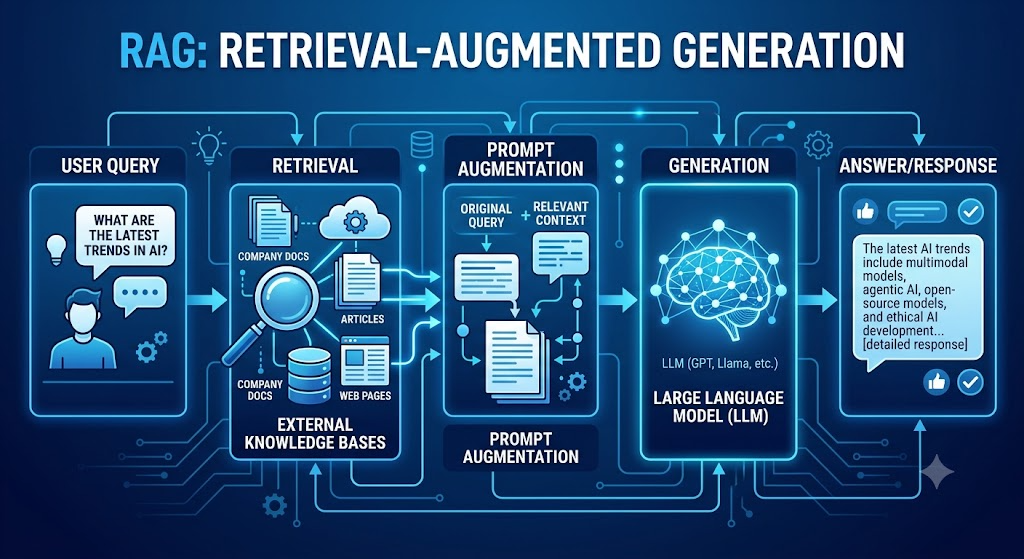 RAG: RETRIEVAL-AUGMENTED GENERATION
USER QUERY
WHAT ARE
THE LATEST
TRENDS IN AI?
RETRIEVAL
COMPANY DOCS
ARTICLES
COMPANY
DOCS
WEB PAGES
EXTERNAL
KNOWLEDGE BASES
PROMPT
AUGMENTATION
ORIGINAL
QUERY
+
RELEVANT
CONTEXT
PROMPT
AUGMENTATION
GENERATION
LLM (GPT, Llama, etc.)
LARGE LANGUAGE
MODEL (LLM)
ANSWER/RESPONSE
The latest AI trends
include multimodal
models,
agentic AI, open-
source models,
and ethical AI
development...
[detailed response]